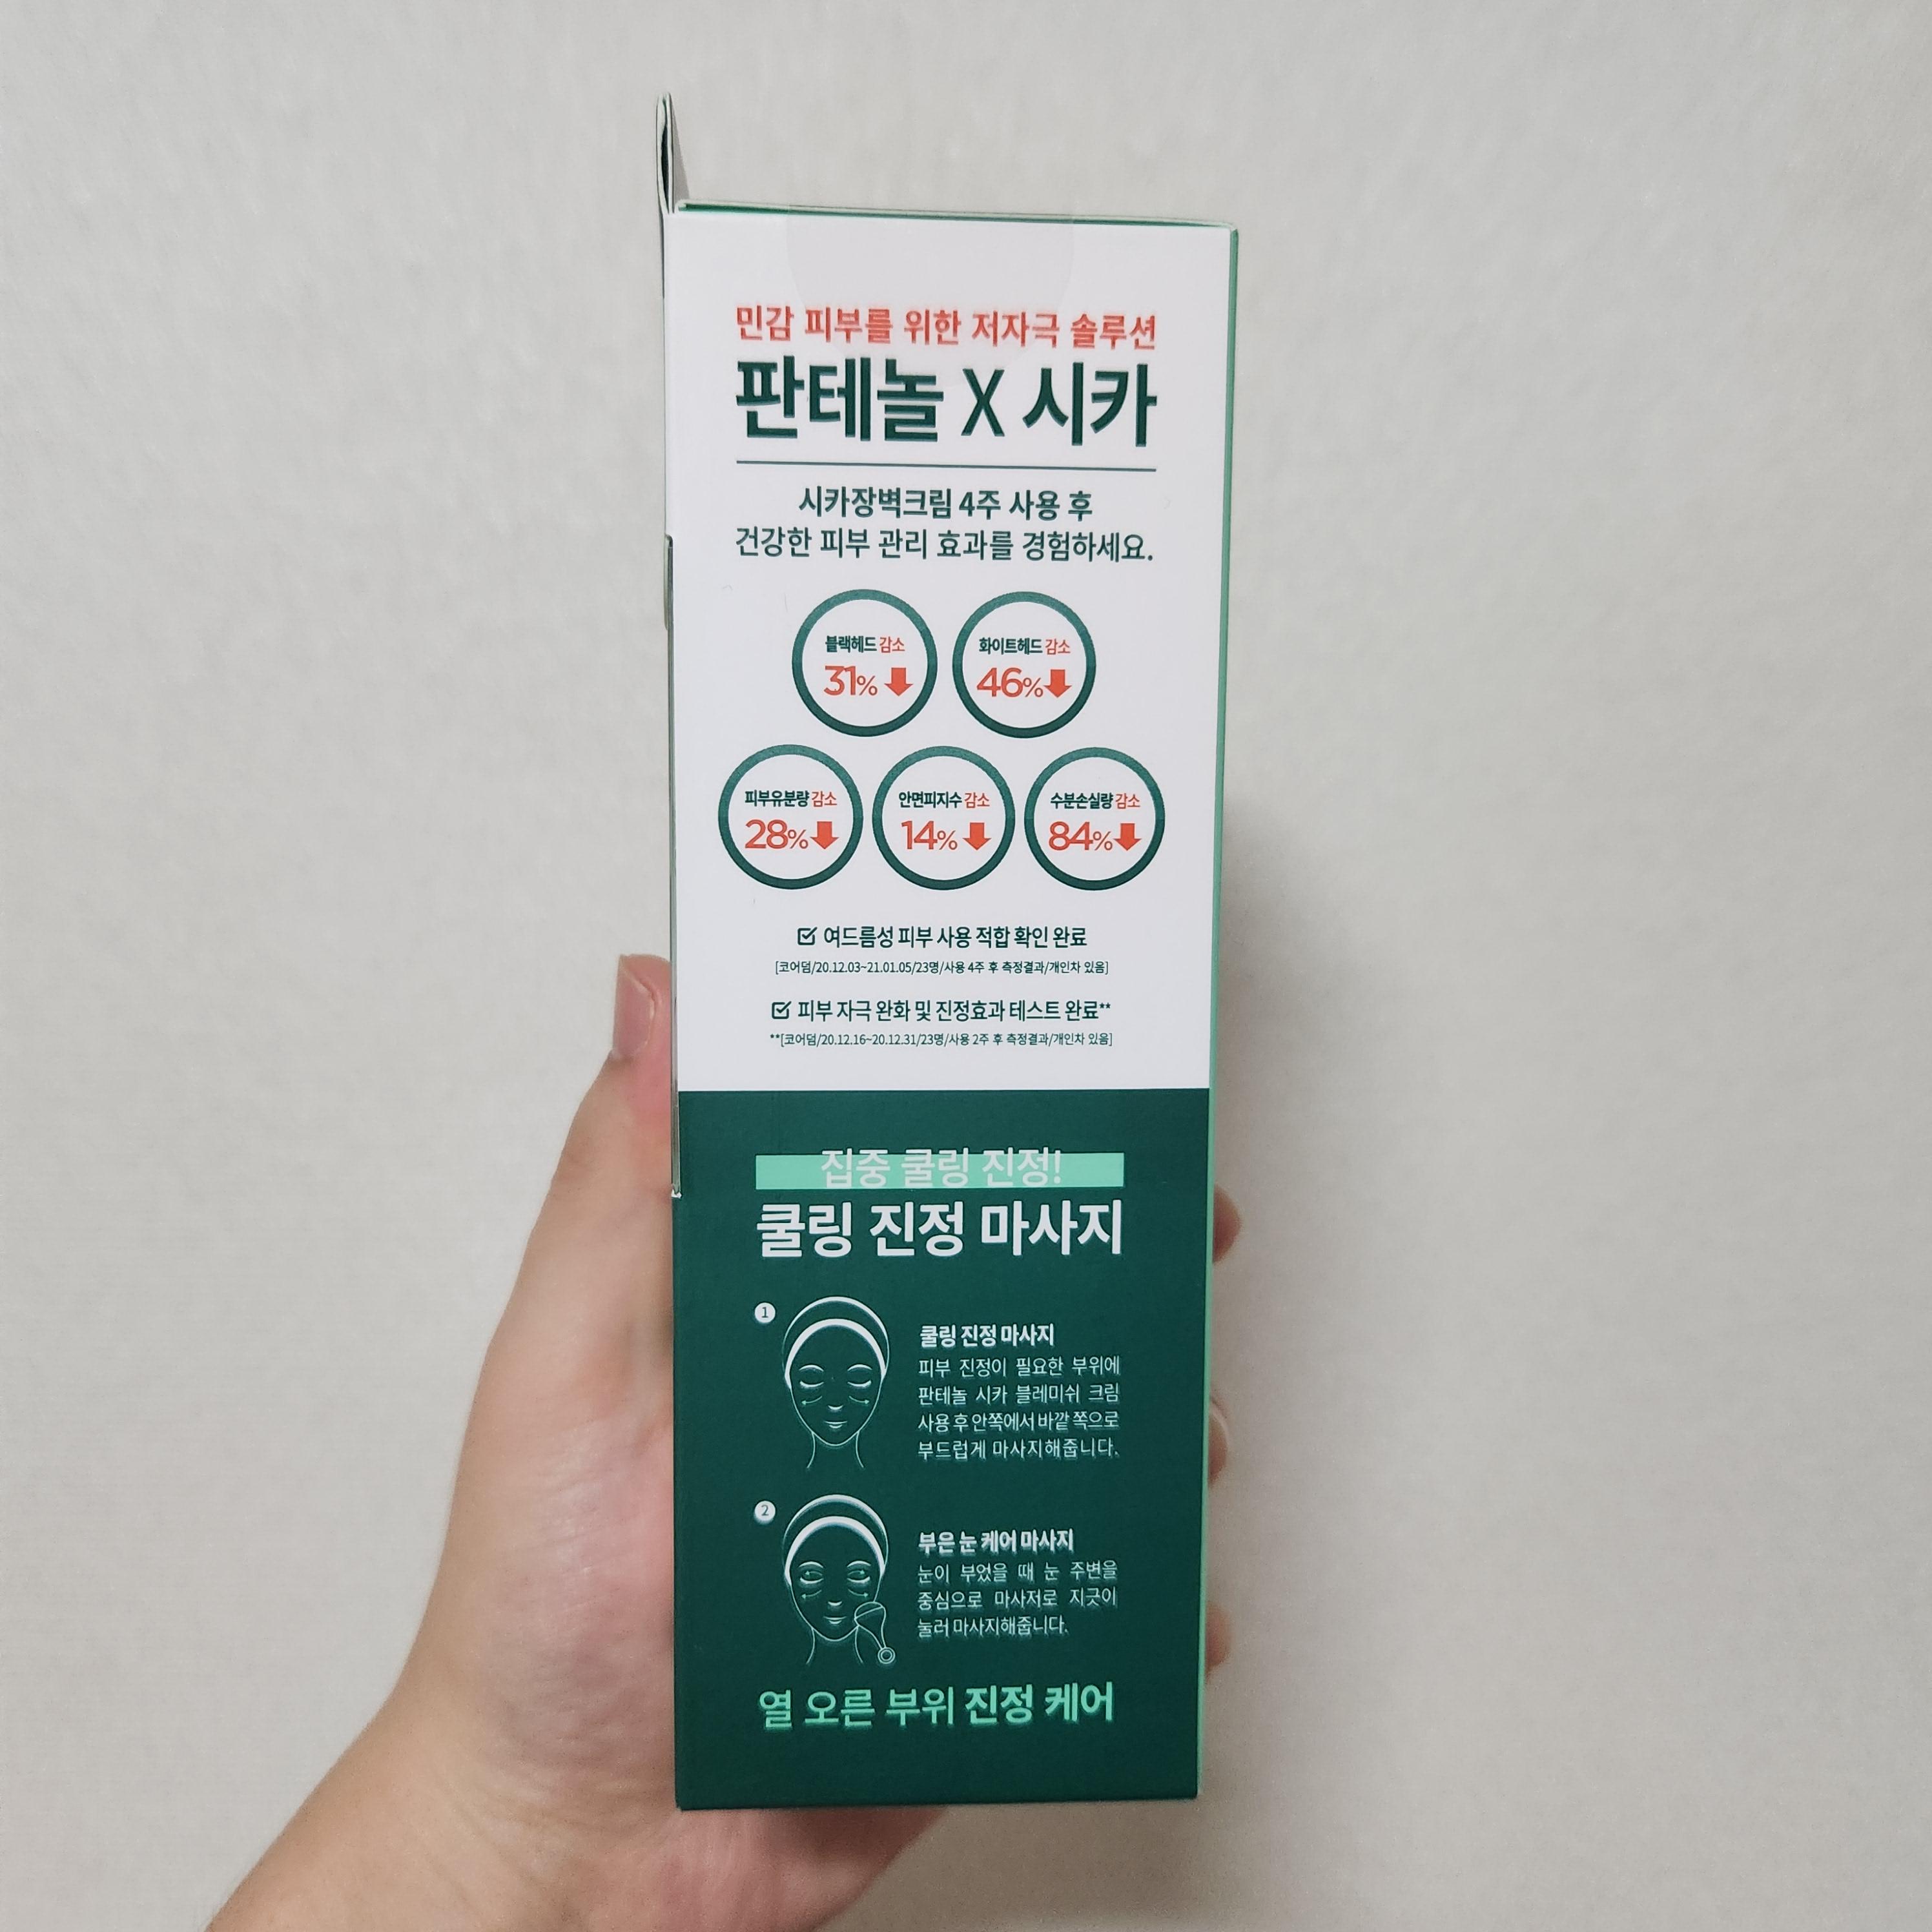 민감 피부를 위한 저자극 솔루션
판테놀 X 시카
시카장벽크림 4주 사용 후
건강한 피부 관리 효과를 경험하세요.
블랙헤드 감소
31%
화이트헤드 감소
46%
피부유분량 감소
28%
안면피지수 감소
14%
수분손실량 감소
84%
여드름성 피부 사용 적합 확인 완료
[코어덤/20.12.03~21.01.05/23명/사용 4주 후 측정결과/개인차 있음]
피부 자극 완화 및 진정효과 테스트 완료**
**[코어덤/20.12.16~20.12.31/23명/사용 2주 후 측정결과/개인차 있음]
집중 쿨링 진정!
쿨링 진정 마사지
1
쿨링 진정 마사지
피부 진정이 필요한 부위에
판테놀 시카 블레미쉬 크림
사용 후 안쪽에서 바깥 쪽으로
부드럽게 마사지해줍니다.
2
부은 눈 케어 마사지
눈이 부었을 때 눈 주변을
중심으로 마사저로 지긋이
눌러 마사지해줍니다.
열 오른 부위 진정 케어